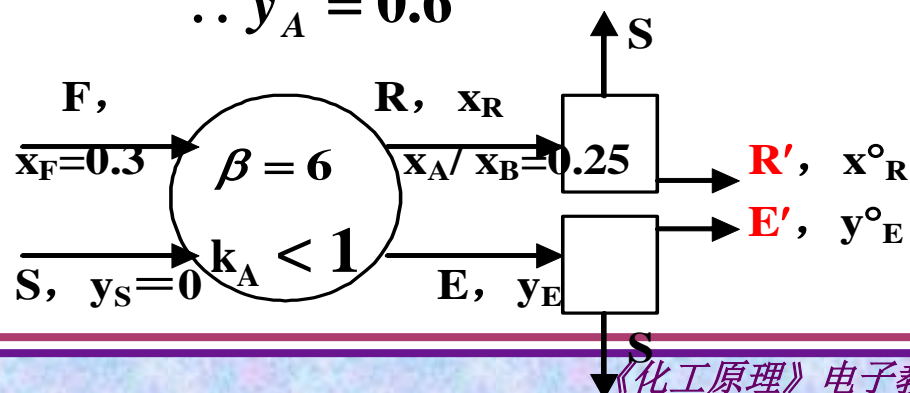 ∴ y_A = 0.6
S
F，
R， x_R
x_F=0.3
β = 6
x_A/ x_B=0.25
R′， x°_R
k_A < 1
E′， y°_E
S， y_S＝0
E， y_E
S
《化工原理》电子